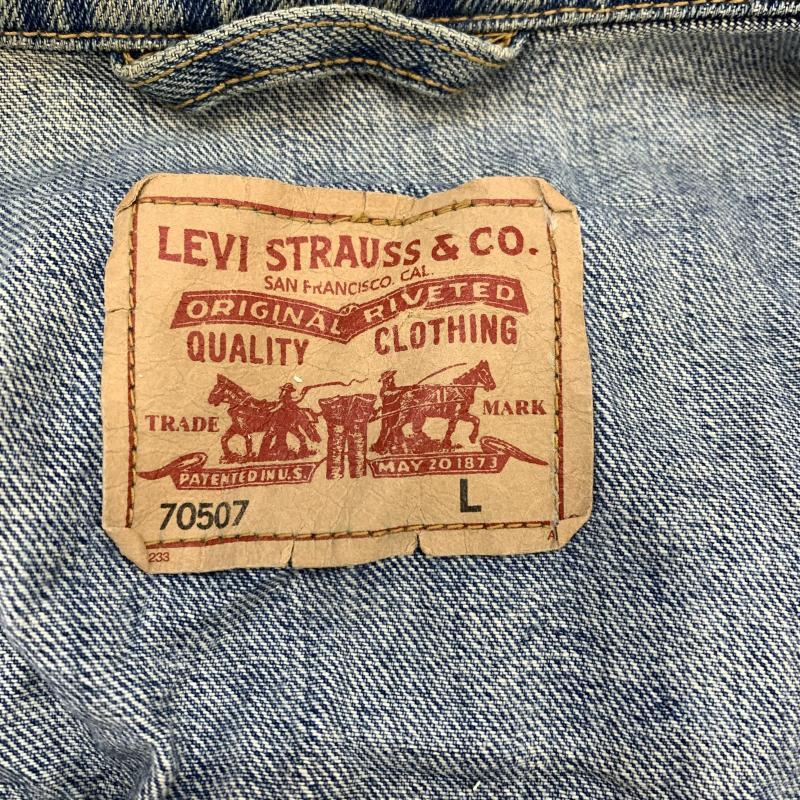 LEVI STRAUSS & CO.
SAN FRANCISCO, CAL.
ORIGINAL RIVETED
QUALITY CLOTHING
TRADE MARK
PATENTED IN U.S. MAY 20 1873
70507 L
233 A